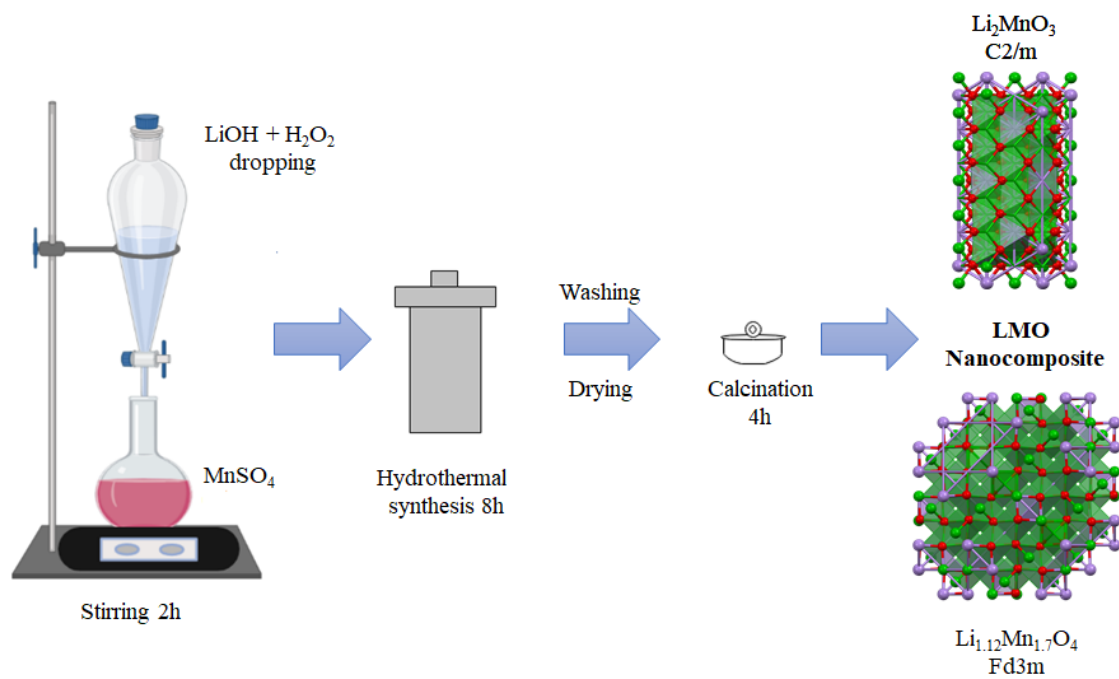 LiOH + H₂O₂
dropping
MnSO₄
Stirring 2h
Hydrothermal
synthesis 8h
Washing
Drying
Calcination
4h
Li₂MnO₃
C2/m
LMO
Nanocomposite
Li₁.₁₂Mn₁.₇O₄
Fd3m